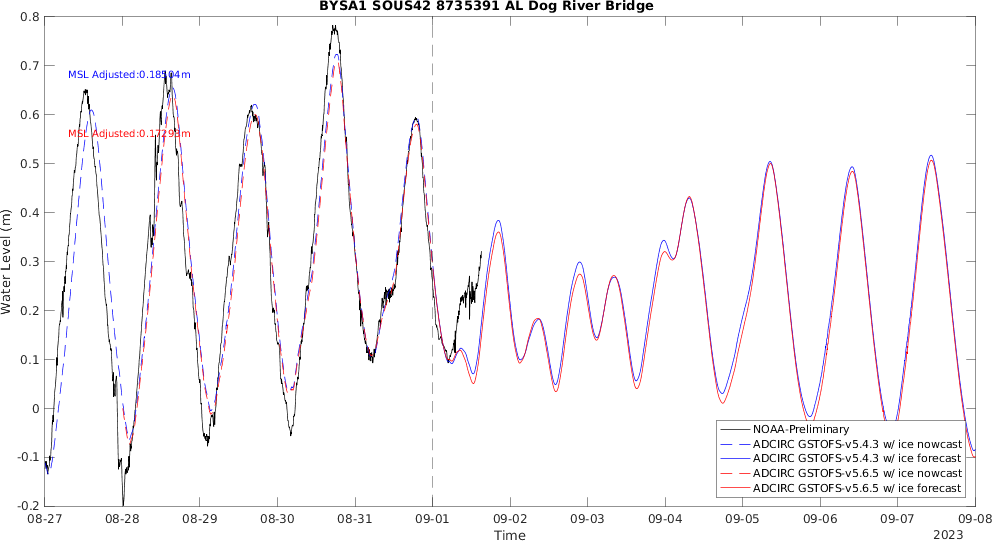 BYSA1 SOUS42 8735391 AL Dog River Bridge
0.8
0.7
0.6
0.5
0.4
0.3
0.2
0.1
0
-0.1
-0.2
Water Level (m)
MSL Adjusted:0.18504m
MSL Adjusted:0.17293m
NOAA-Preliminary
ADCIRC GSTOFS-v5.4.3 w/ ice nowcast
ADCIRC GSTOFS-v5.4.3 w/ ice forecast
ADCIRC GSTOFS-v5.6.5 w/ ice nowcast
ADCIRC GSTOFS-v5.6.5 w/ ice forecast
08-27 08-28 08-29 08-30 08-31 09-01 09-02 09-03 09-04 09-05 09-06 09-07 09-08
Time
2023